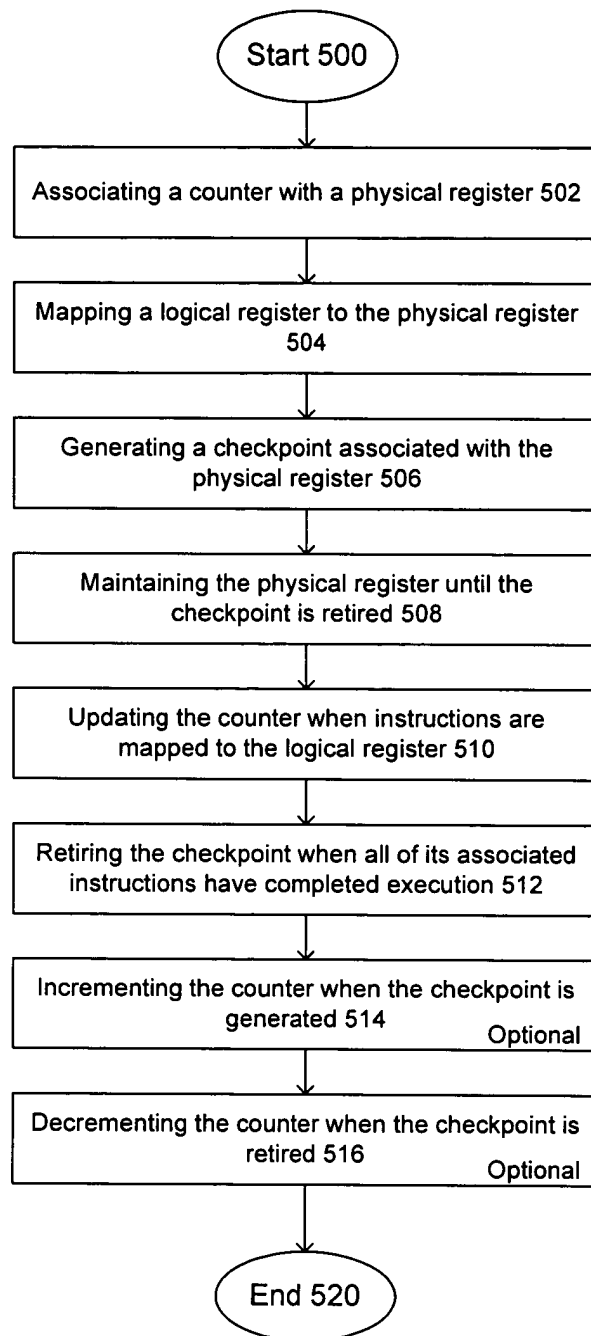 Start 500
Associating a counter with a physical register 502
Mapping a logical register to the physical register
504
Generating a checkpoint associated with the
physical register 506
Maintaining the physical register until the
checkpoint is retired 508
Updating the counter when instructions are
mapped to the logical register 510
Retiring the checkpoint when all of its associated
instructions have completed execution 512
Incrementing the counter when the checkpoint is
generated 514
Optional
Decrementing the counter when the checkpoint is
retired 516
Optional
End 520